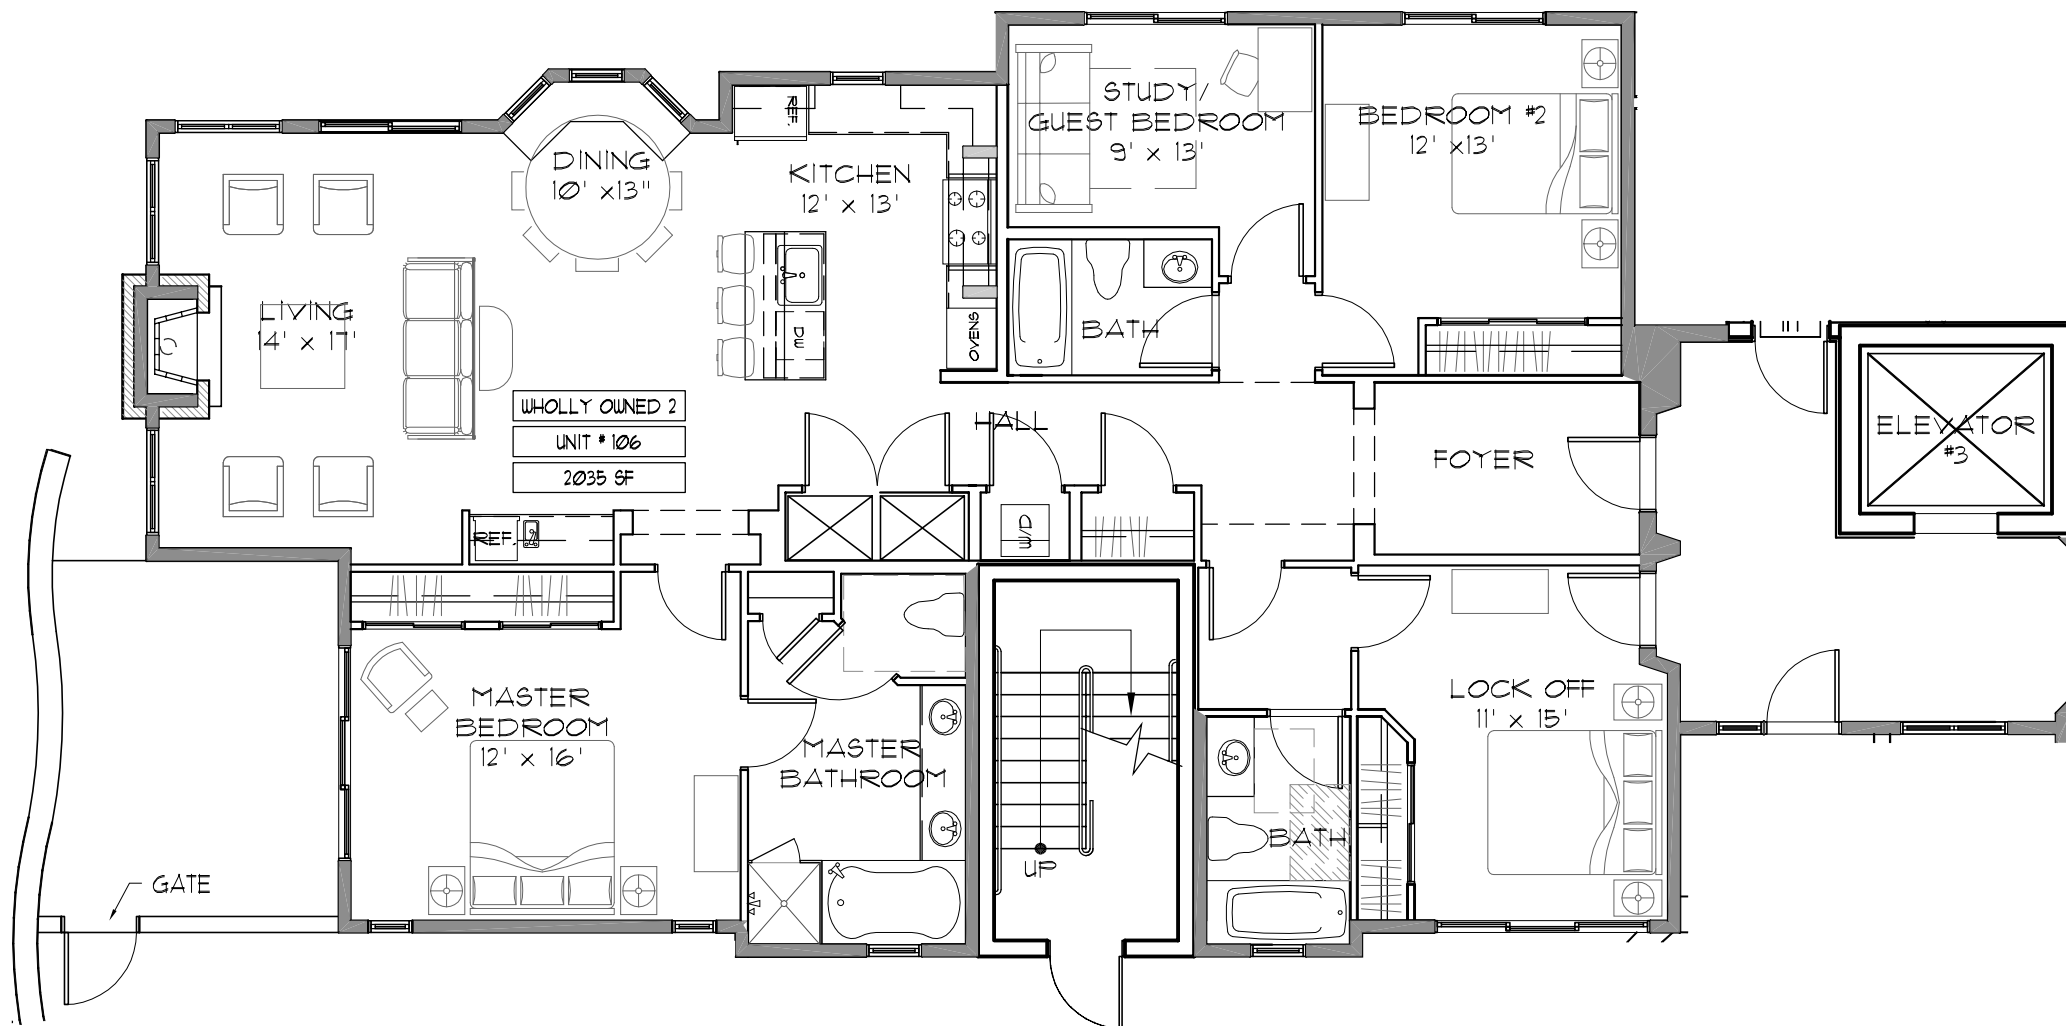 STUDY/
GUEST BEDROOM
9' x 13'
BEDROOM #2
12' x13'
REF.
DINING
10' x13"
KITCHEN
12' x 13'
LIVING
14' x 17'
DW
OVENS
BATH
WHOLLY OWNED 2
UNIT # 106
2035 SF
HALL
FOYER
ELEVATOR
#3
REF.
W/D
MASTER
BEDROOM
12' x 16'
MASTER
BATHROOM
LOCK OFF
11' x 15'
BATH
UP
GATE